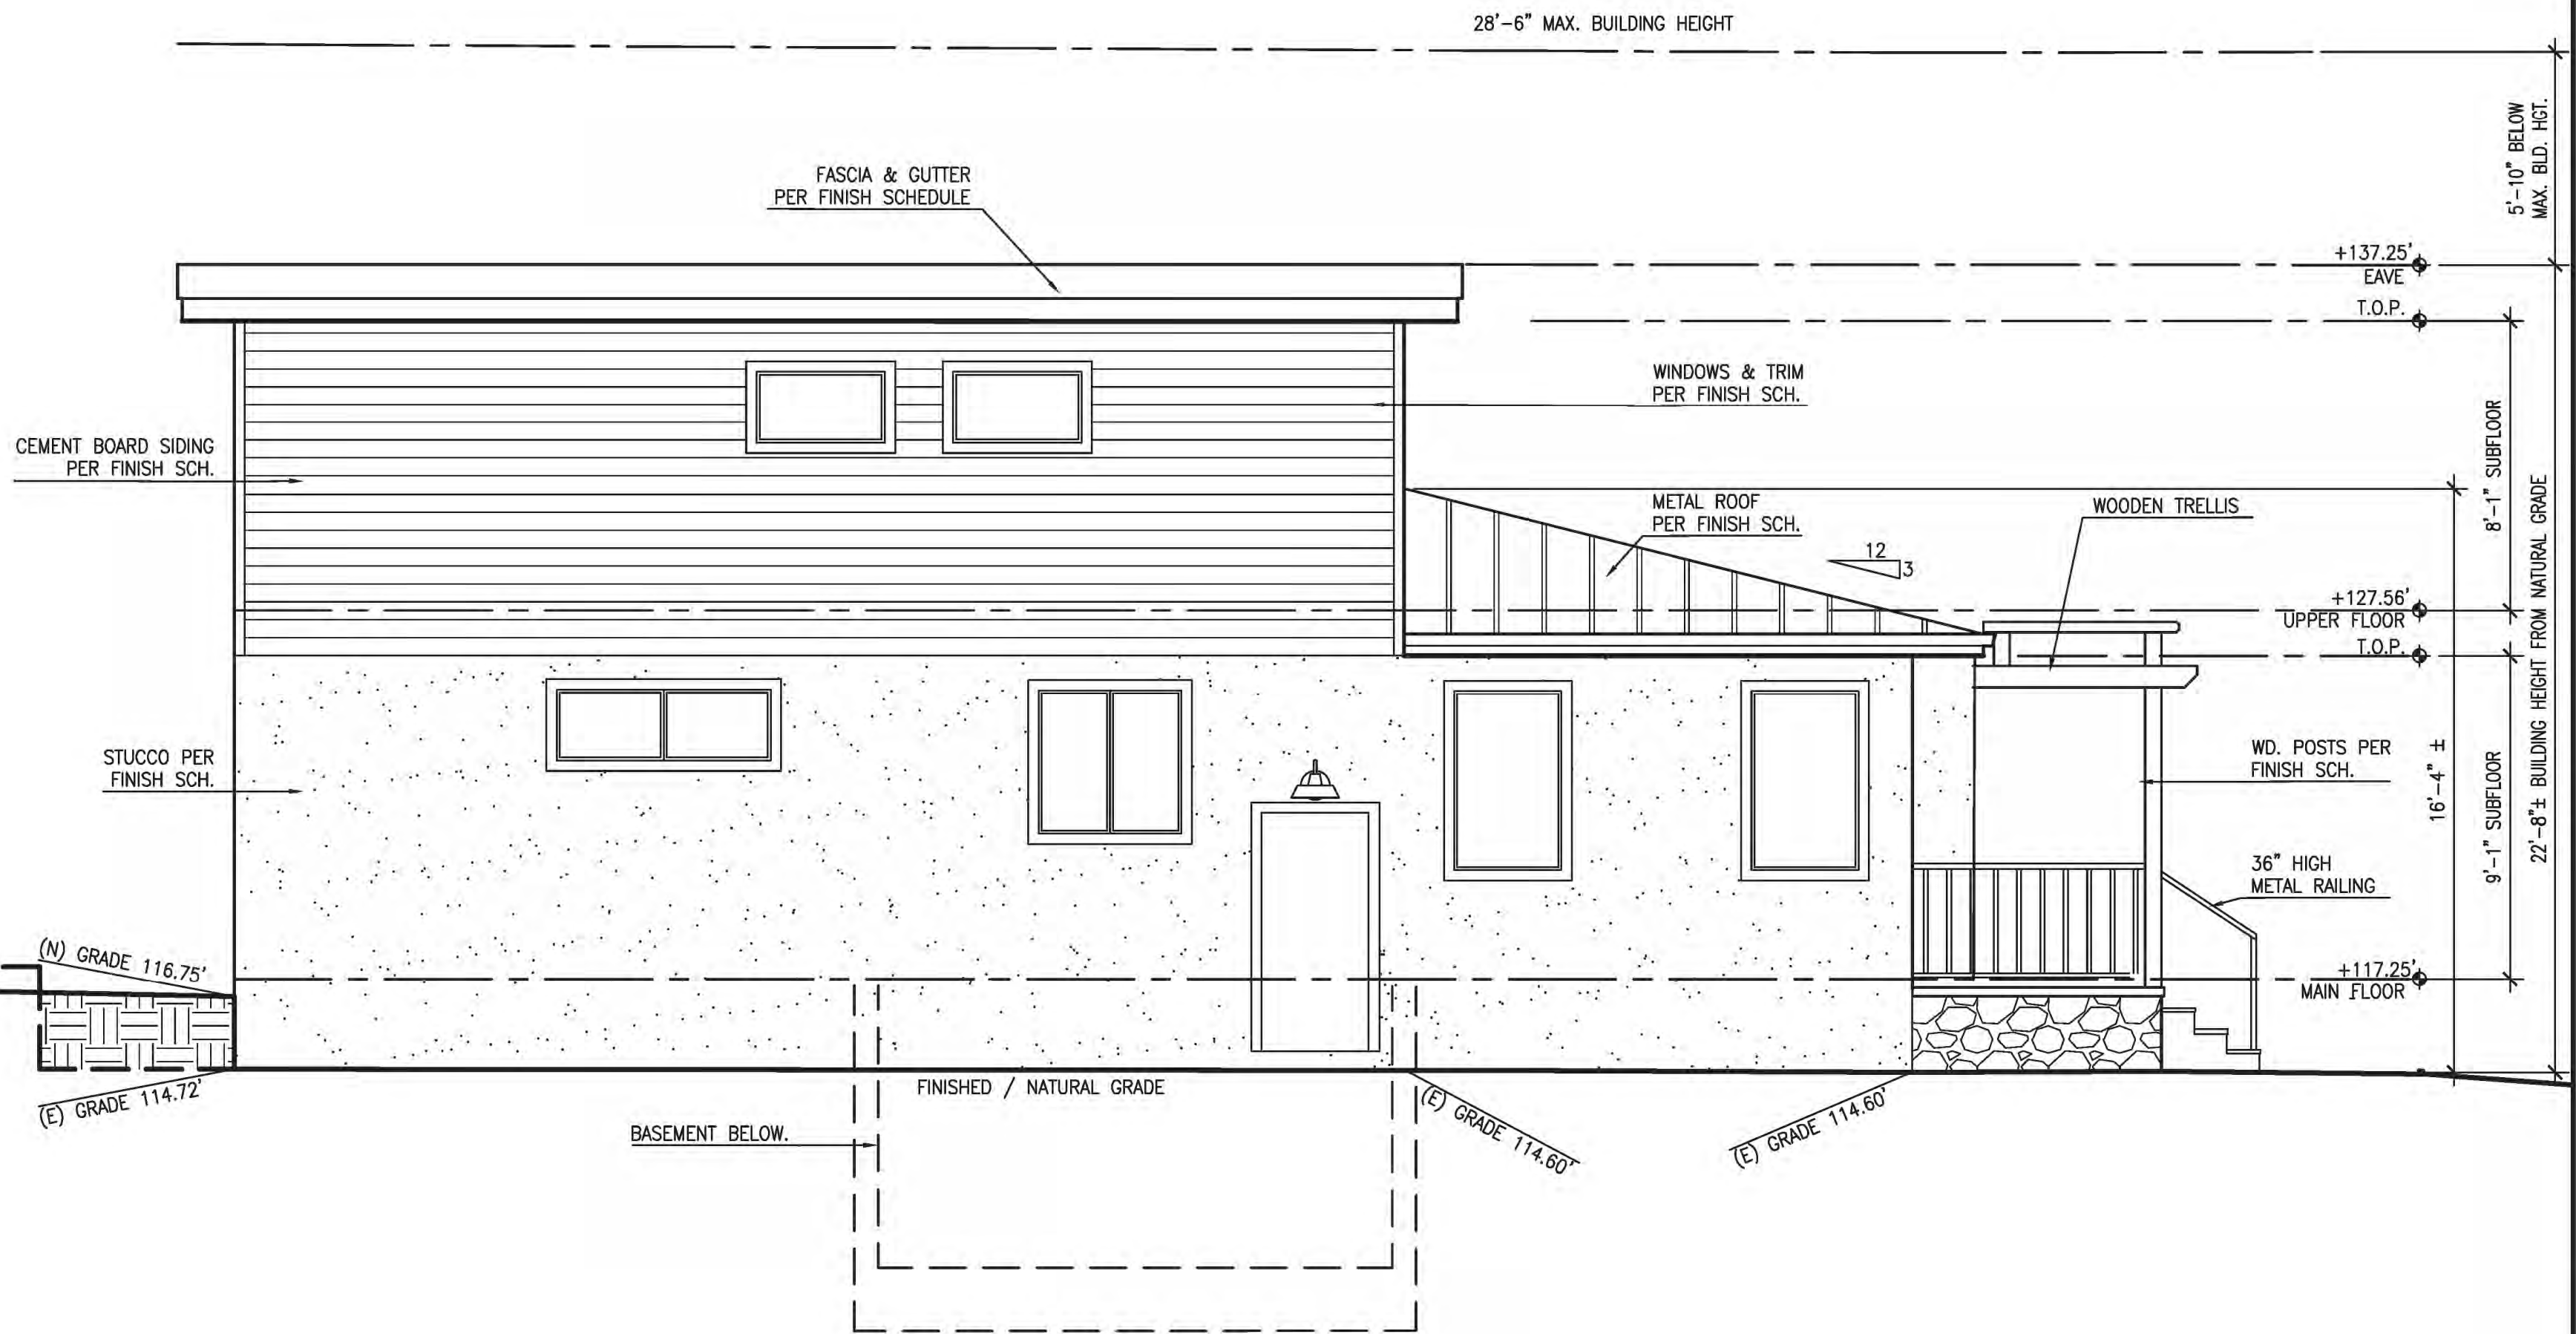 28'-6" MAX. BUILDING HEIGHT
5'-10" BELOW
MAX. BLD. HGT.
FASCIA & GUTTER
PER FINISH SCHEDULE
+137.25'
EAVE
T.O.P.
WINDOWS & TRIM
PER FINISH SCH.
CEMENT BOARD SIDING
PER FINISH SCH.
8'-1" SUBFLOOR
METAL ROOF
PER FINISH SCH.
WOODEN TRELLIS
12
3
+127.56'
UPPER FLOOR
T.O.P.
22'-8"± BUILDING HEIGHT FROM NATURAL GRADE
STUCCO PER
FINISH SCH.
WD. POSTS PER
FINISH SCH.
16'-4" ±
9'-1" SUBFLOOR
36" HIGH
METAL RAILING
(N) GRADE 116.75'
+117.25'
MAIN FLOOR
(E) GRADE 114.72'
FINISHED / NATURAL GRADE
(E) GRADE 114.60'
(E) GRADE 114.60'
BASEMENT BELOW.